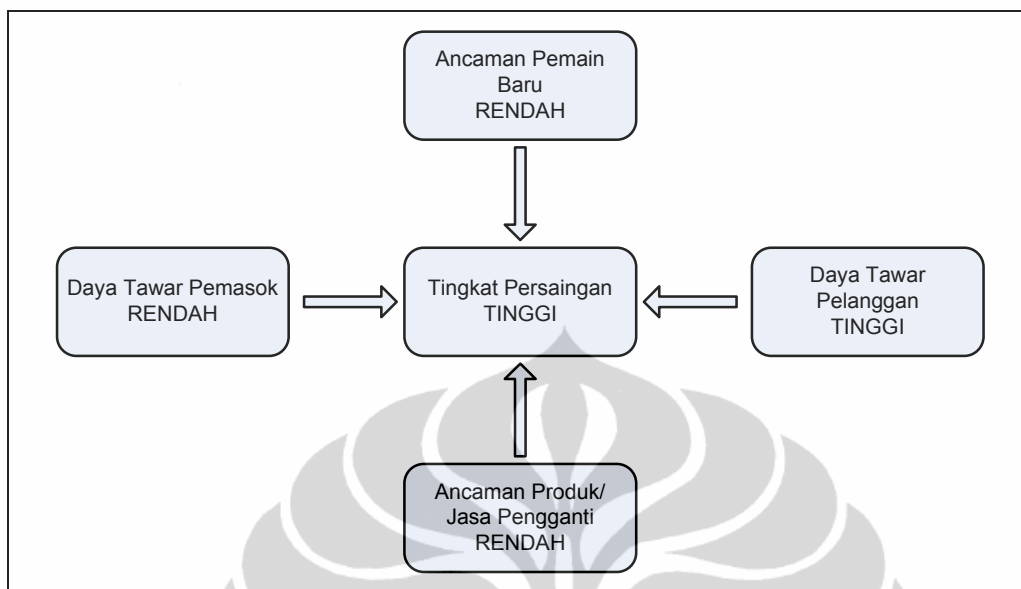 Ancaman Pemain
Baru
RENDAH
Daya Tawar Pemasok
RENDAH
Tingkat Persaingan
TINGGI
Daya Tawar
Pelanggan
TINGGI
Ancaman Produk/
Jasa Pengganti
RENDAH